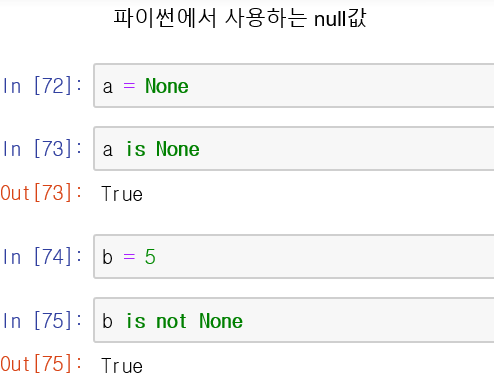 파이썬에서 사용하는 null값
In [72]: a = None
In [73]: a is None
Out[73]: True
In [74]: b = 5
In [75]: b is not None
Out[75]: True